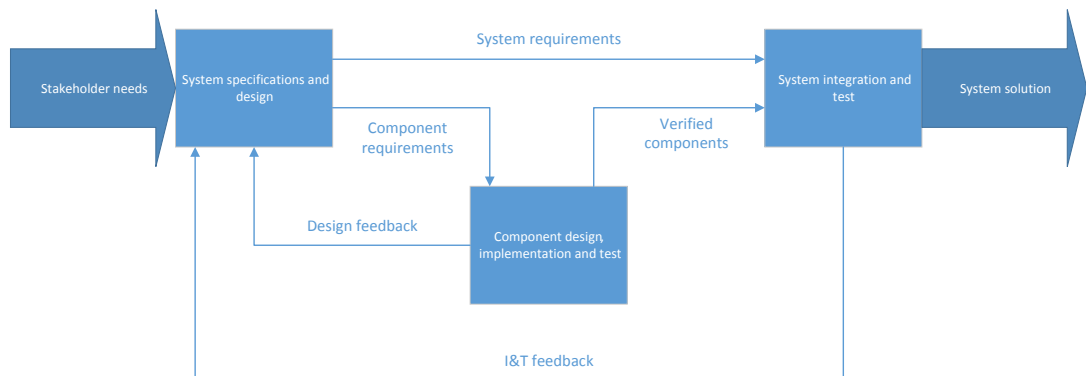 System requirements
Stakeholder needs
System specifications and
design
System integration and
test
System solution
Component
requirements
Verified
components
Design feedback
Component design,
implementation and test
I&T feedback